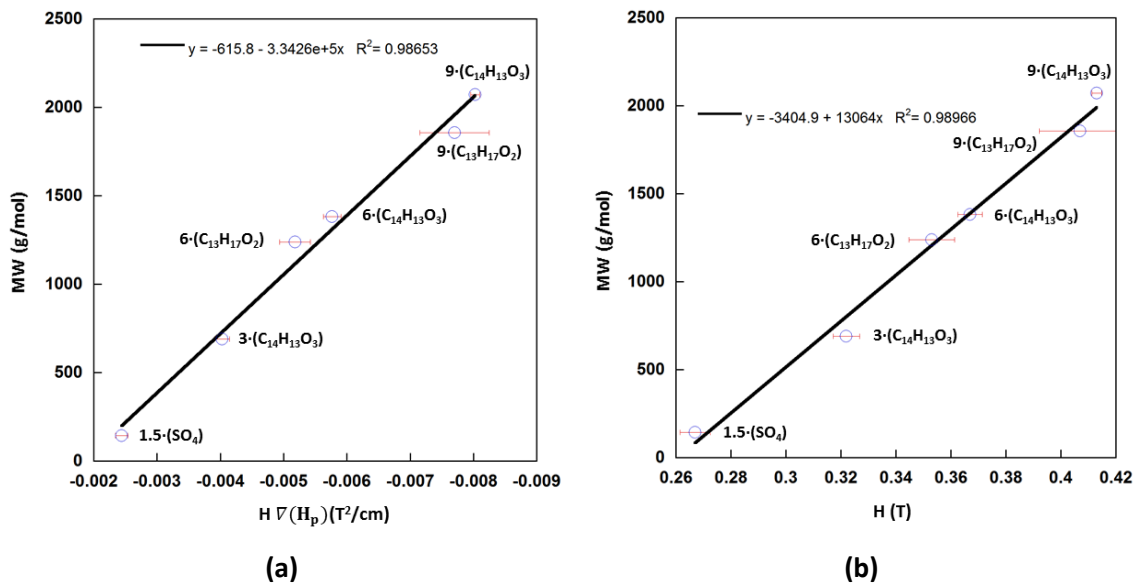 2500
2000
1500
1000
500
0
MW (g/mol)
y = -615.8 - 3.3426e+5x   R²= 0.98653
9·(C₁₄H₁₃O₃)
9·(C₁₃H₁₇O₂)
6·(C₁₄H₁₃O₃)
6·(C₁₃H₁₇O₂)
3·(C₁₄H₁₃O₃)
1.5·(SO₄)
-0.002 -0.003 -0.004 -0.005 -0.006 -0.007 -0.008 -0.009
H ∇(Hₚ)(T²/cm)
(a)
2500
2000
1500
1000
500
0
MW (g/mol)
9·(C₁₄H₁₃O₃)
y = -3404.9 + 13064x   R²= 0.98966
9·(C₁₃H₁₇O₂)
6·(C₁₄H₁₃O₃)
6·(C₁₃H₁₇O₂)
3·(C₁₄H₁₃O₃)
1.5·(SO₄)
0.26 0.28 0.3 0.32 0.34 0.36 0.38 0.4 0.42
H (T)
(b)